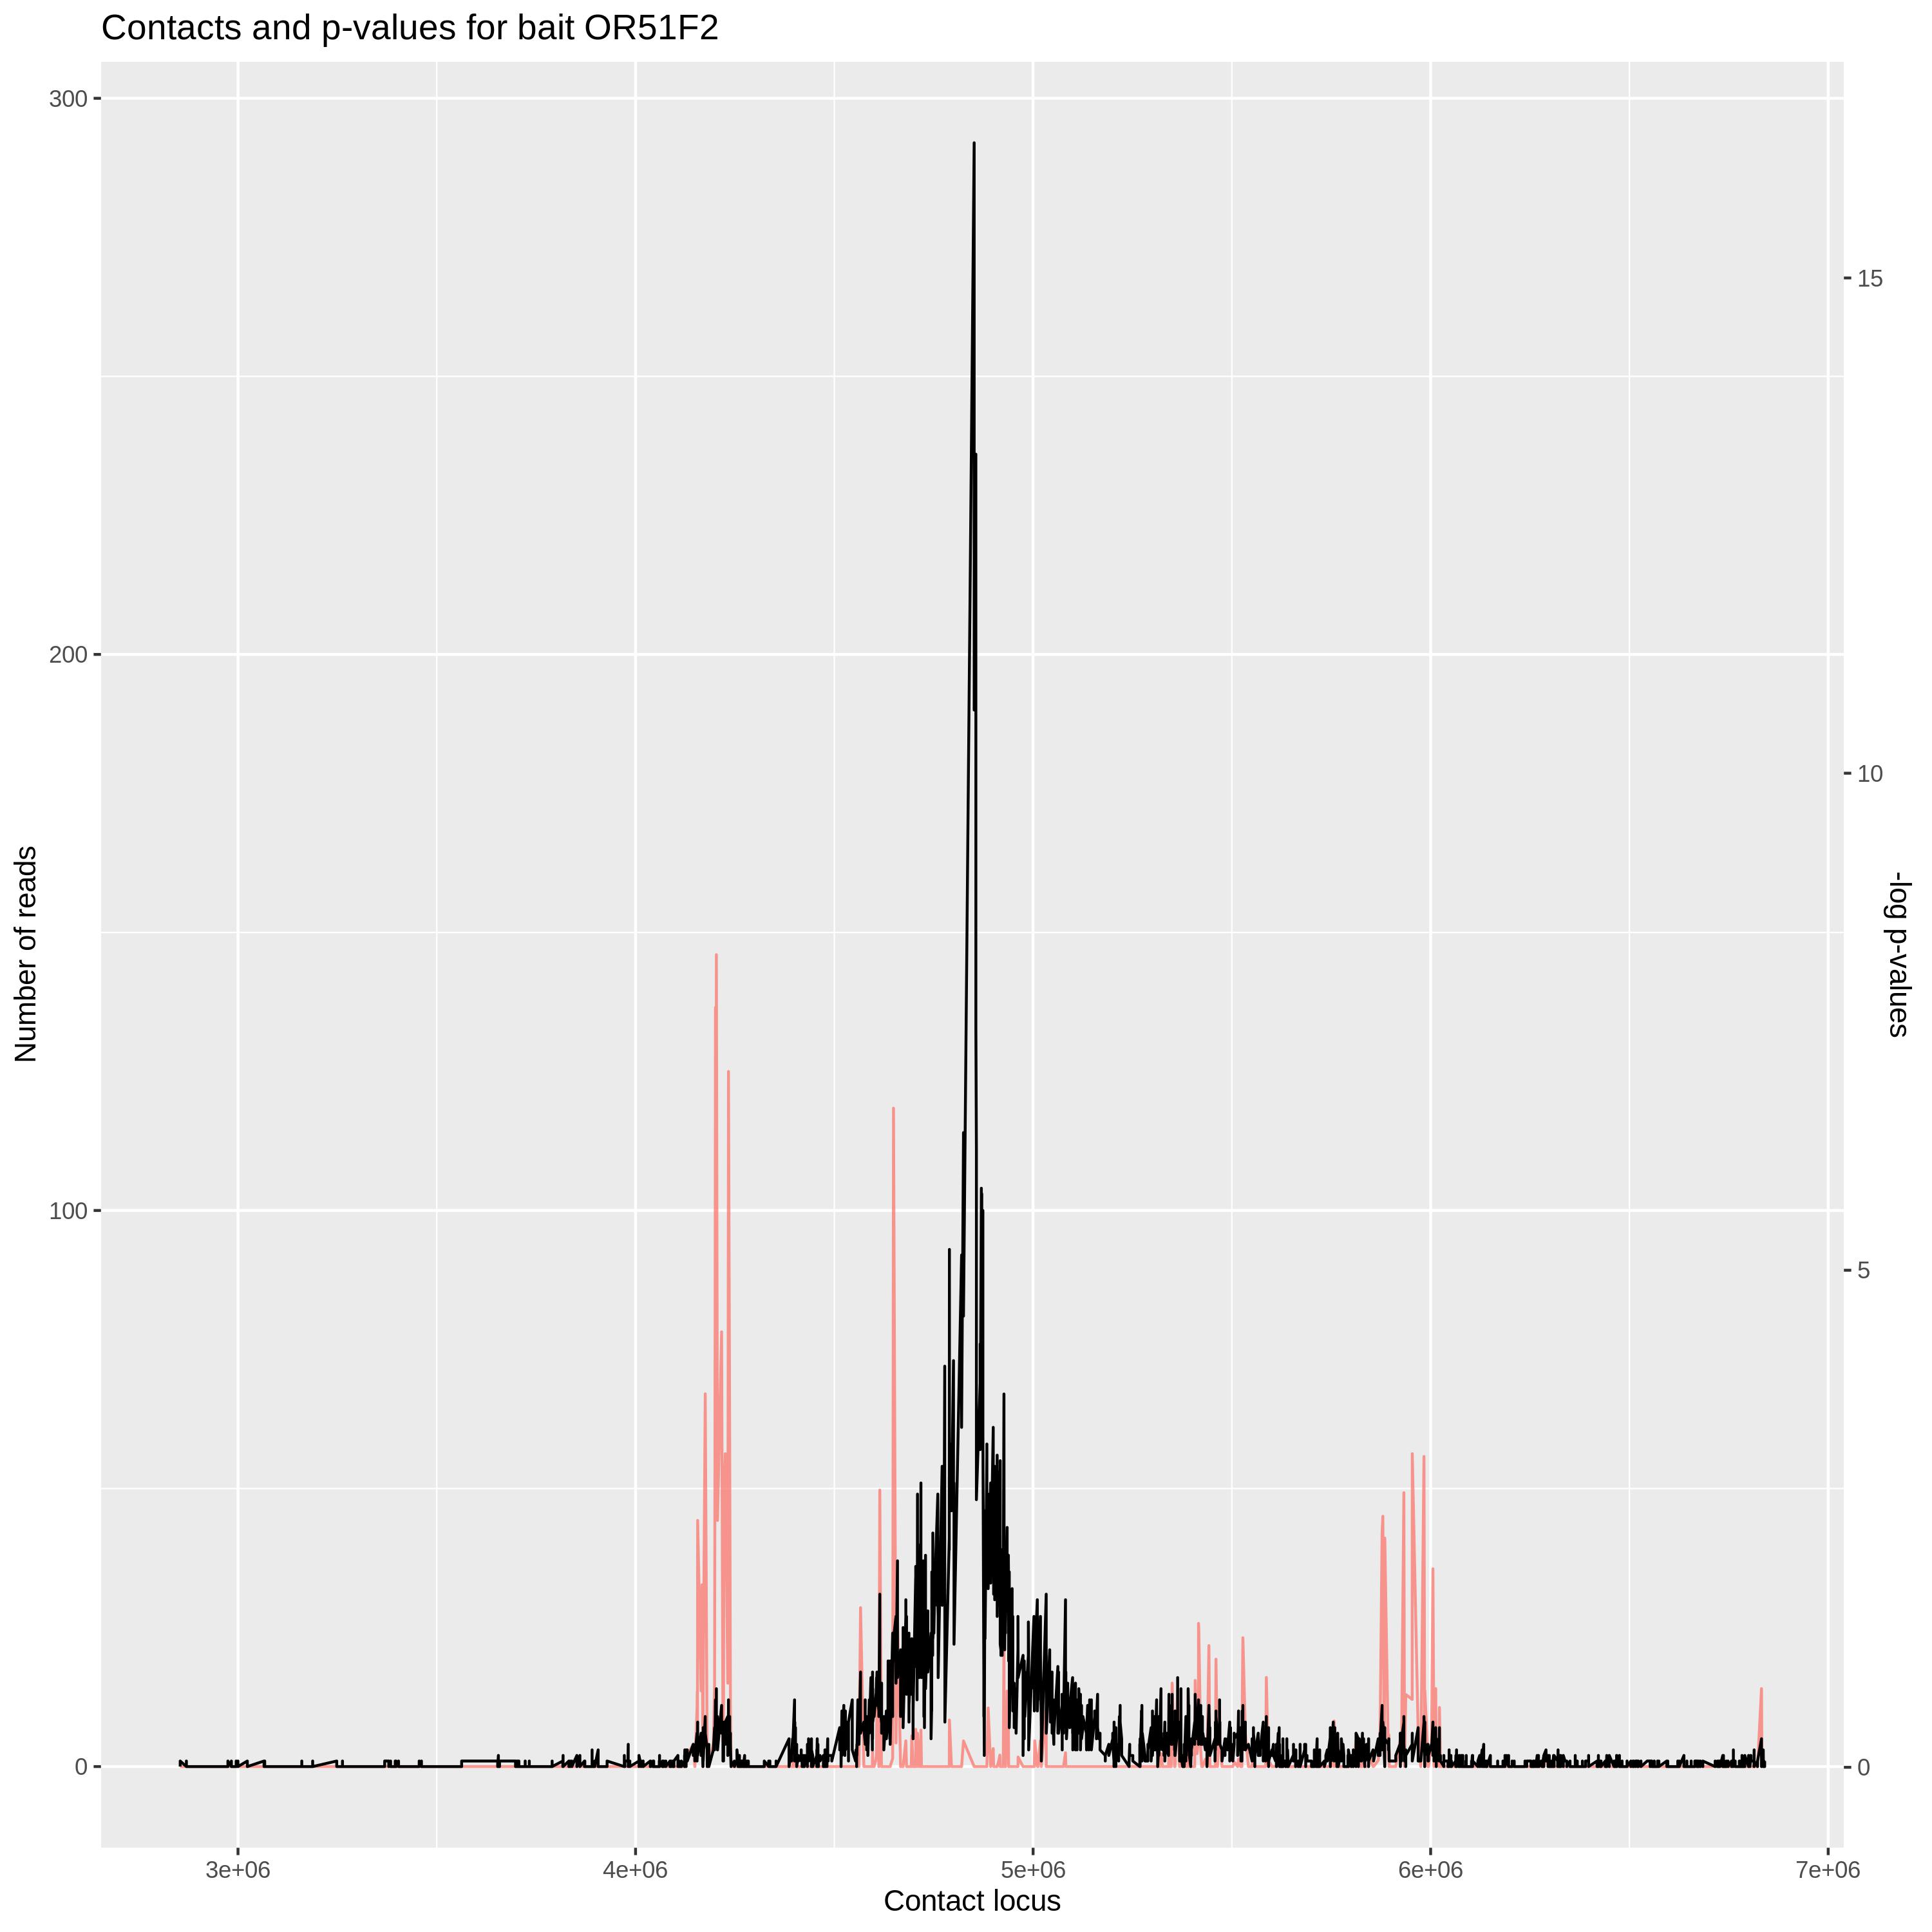 Contacts and p-values for bait OR51F2
300
200
100
0
15
10
5
0
Number of reads
-log p-values
3e+06
4e+06
5e+06
6e+06
7e+06
Contact locus